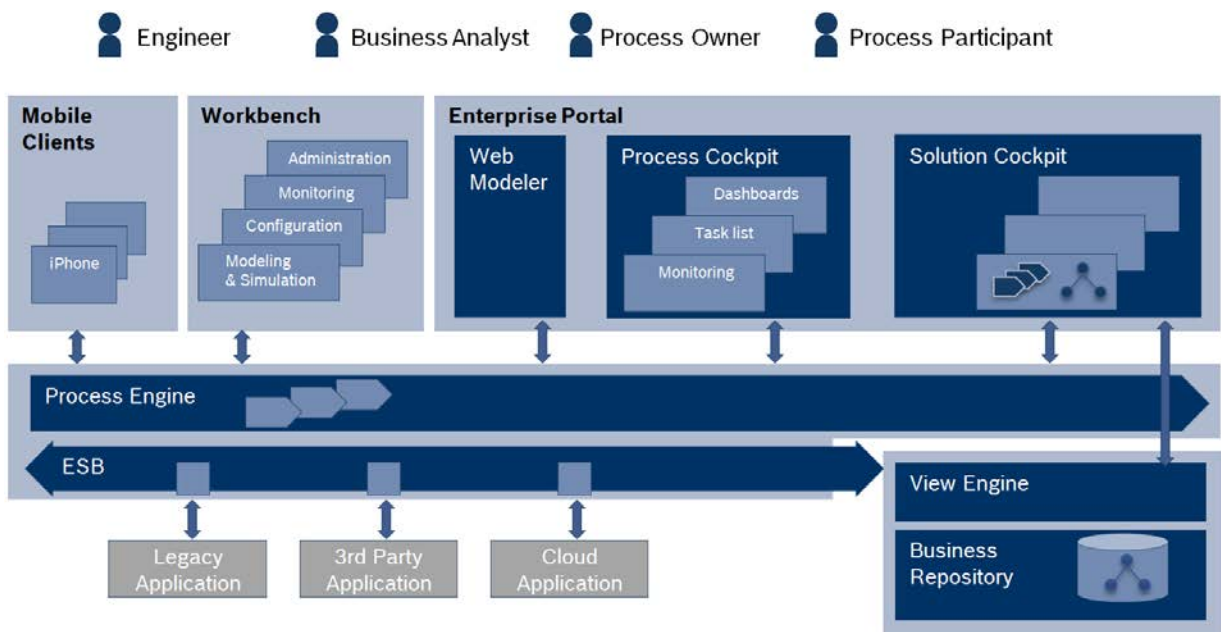 Engineer
Business Analyst
Process Owner
Process Participant
Mobile
Clients
iPhone
Workbench
Administration
Monitoring
Configuration
Modeling
& Simulation
Enterprise Portal
Web
Modeler
Process Cockpit
Dashboards
Task list
Monitoring
Solution Cockpit
Process Engine
ESB
View Engine
Business
Repository
Legacy
Application
3rd Party
Application
Cloud
Application